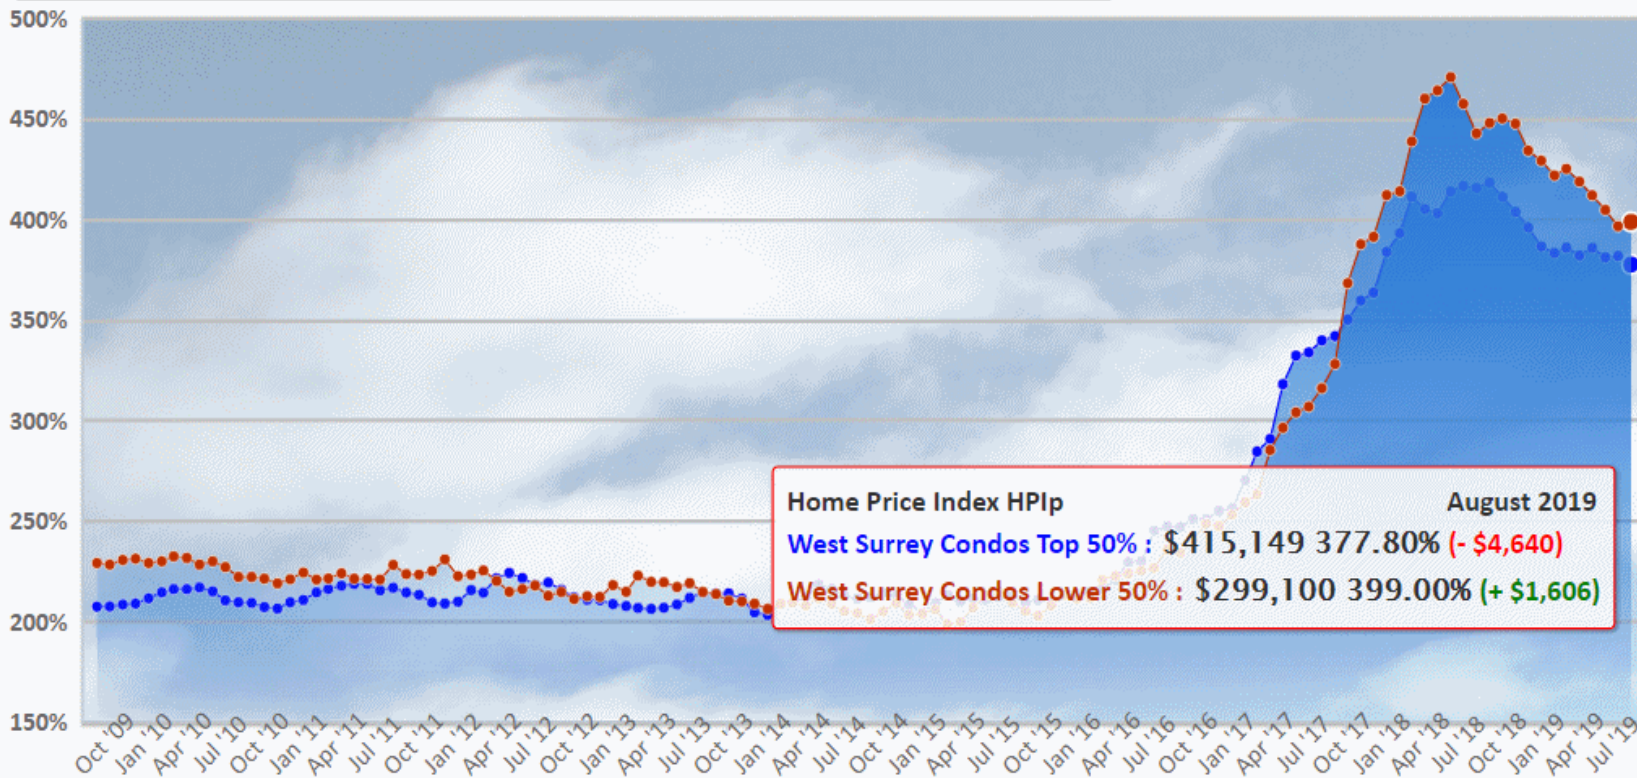 500%
450%
400%
350%
300%
250%
200%
150%
Home Price Index HPIp August 2019
West Surrey Condos Top 50% : $415,149 377.80% (- $4,640)
West Surrey Condos Lower 50% : $299,100 399.00% (+ $1,606)
Oct '09 Jan '10 Apr '10 Jul '10 Oct '10 Jan '11 Apr '11 Jul '11 Oct '11 Jan '12 Apr '12 Jul '12 Oct '12 Jan '13 Apr '13 Jul '13 Oct '13 Jan '14 Apr '14 Jul '14 Oct '14 Jan '15 Apr '15 Jul '15 Oct '15 Jan '16 Apr '16 Jul '16 Oct '16 Jan '17 Apr '17 Jul '17 Oct '17 Jan '18 Apr '18 Jul '18 Oct '18 Jan '19 Apr '19 Jul '19